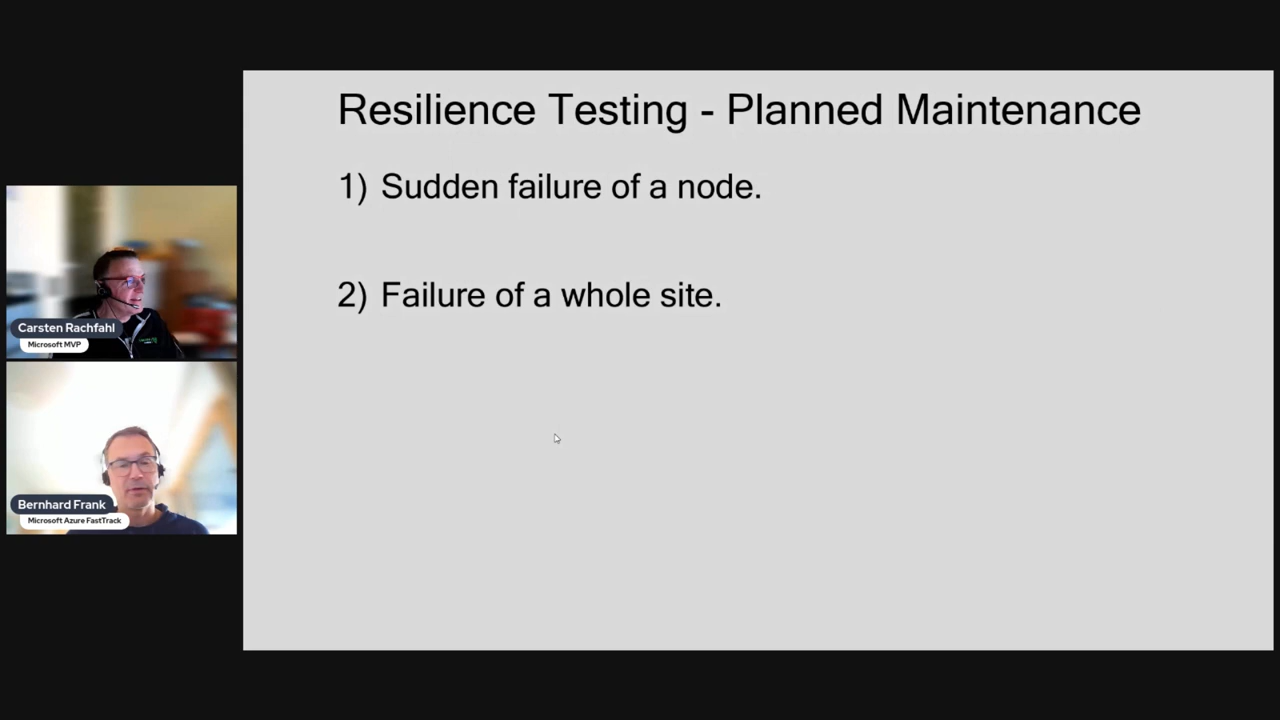 Resilience Testing - Planned Maintenance
1) Sudden failure of a node.
2) Failure of a whole site.
Carsten Rachfahl
Microsoft MVP
Bernhard Frank
Microsoft Azure FastTrack